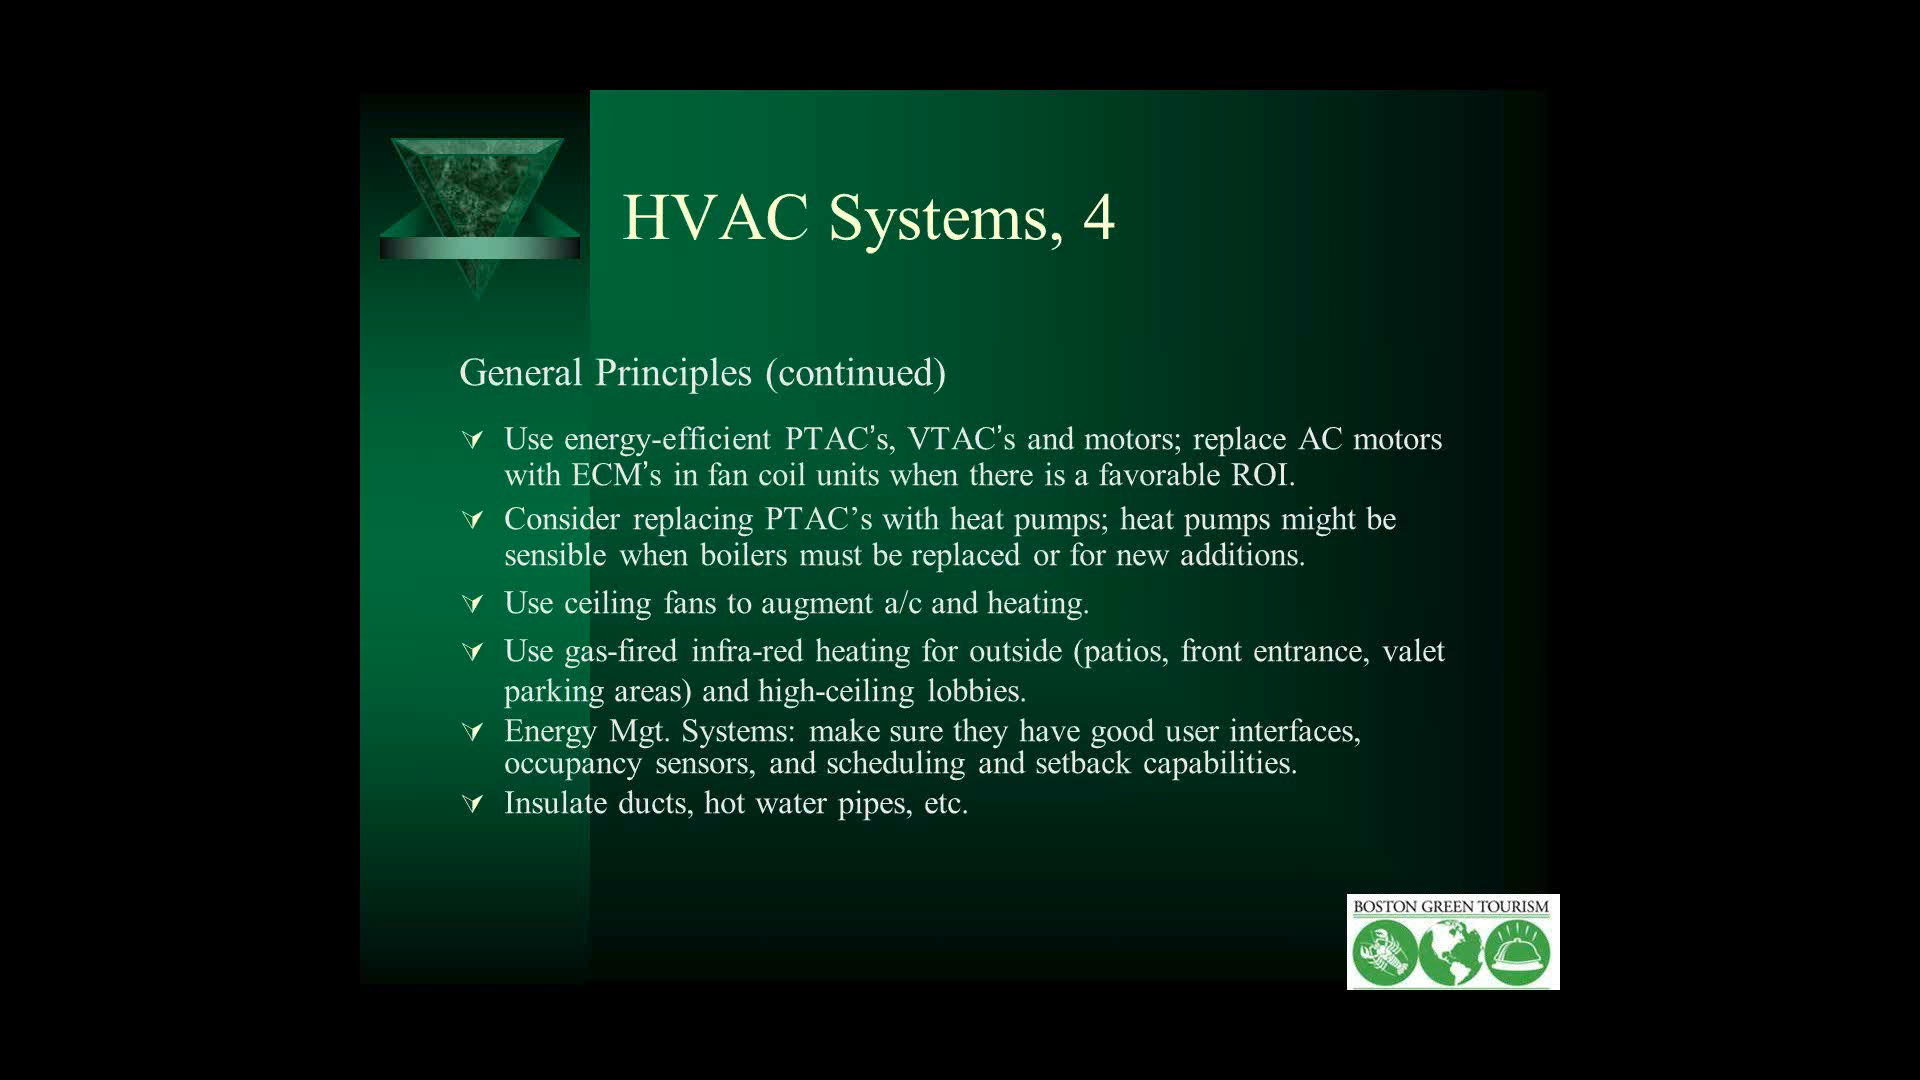 HVAC Systems, 4
General Principles (continued)
Use energy-efficient PTAC’s, VTAC’s and motors; replace AC motors
with ECM’s in fan coil units when there is a favorable ROI.
Consider replacing PTAC’s with heat pumps; heat pumps might be
sensible when boilers must be replaced or for new additions.
Use ceiling fans to augment a/c and heating.
Use gas-fired infra-red heating for outside (patios, front entrance, valet
parking areas) and high-ceiling lobbies.
Energy Mgt. Systems: make sure they have good user interfaces,
occupancy sensors, and scheduling and setback capabilities.
Insulate ducts, hot water pipes, etc.
BOSTON GREEN TOURISM